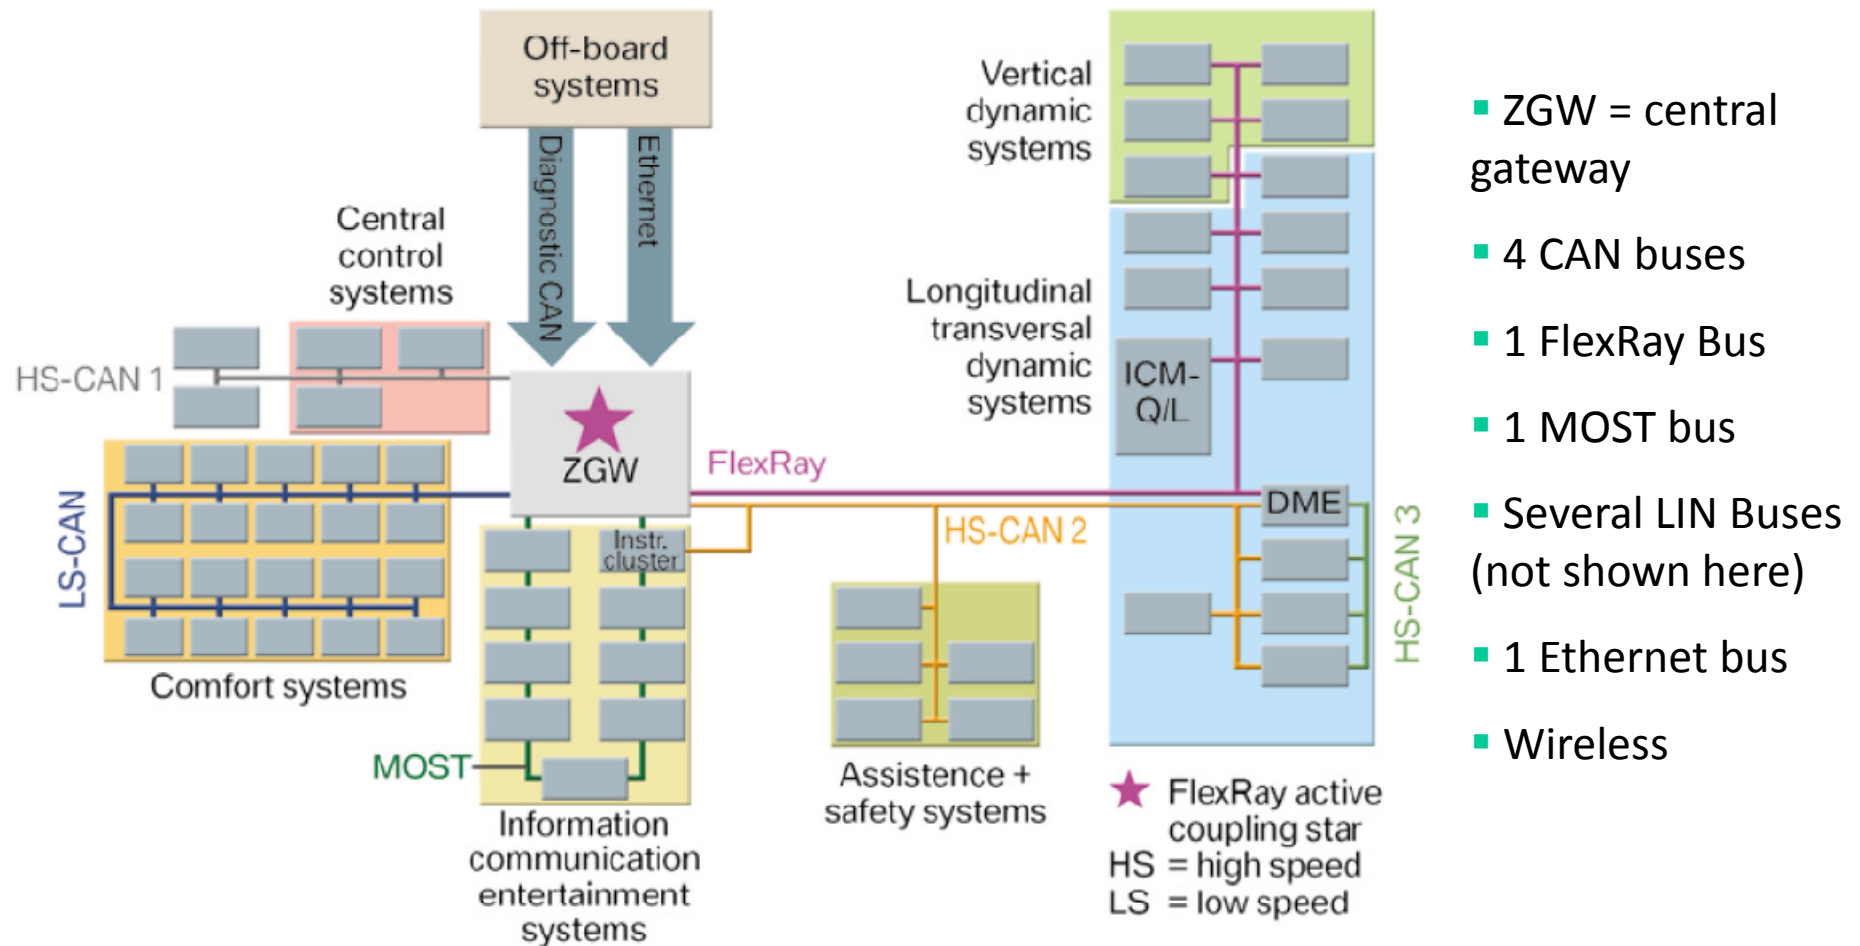 Off-board
systems
Diagnostic CAN
Ethernet
Central
control
systems
HS-CAN 1
ZGW
LS-CAN
Comfort systems
Instr.
cluster
MOST
Information
communication
entertainment
systems
FlexRay
HS-CAN 2
Assistence +
safety systems
Vertical
dynamic
systems
Longitudinal
transversal
dynamic
systems
ICM-
Q/L
DME
HS-CAN 3
FlexRay active
coupling star
HS = high speed
LS = low speed
▪ ZGW = central
gateway
▪ 4 CAN buses
▪ 1 FlexRay Bus
▪ 1 MOST bus
▪ Several LIN Buses
(not shown here)
▪ 1 Ethernet bus
▪ Wireless